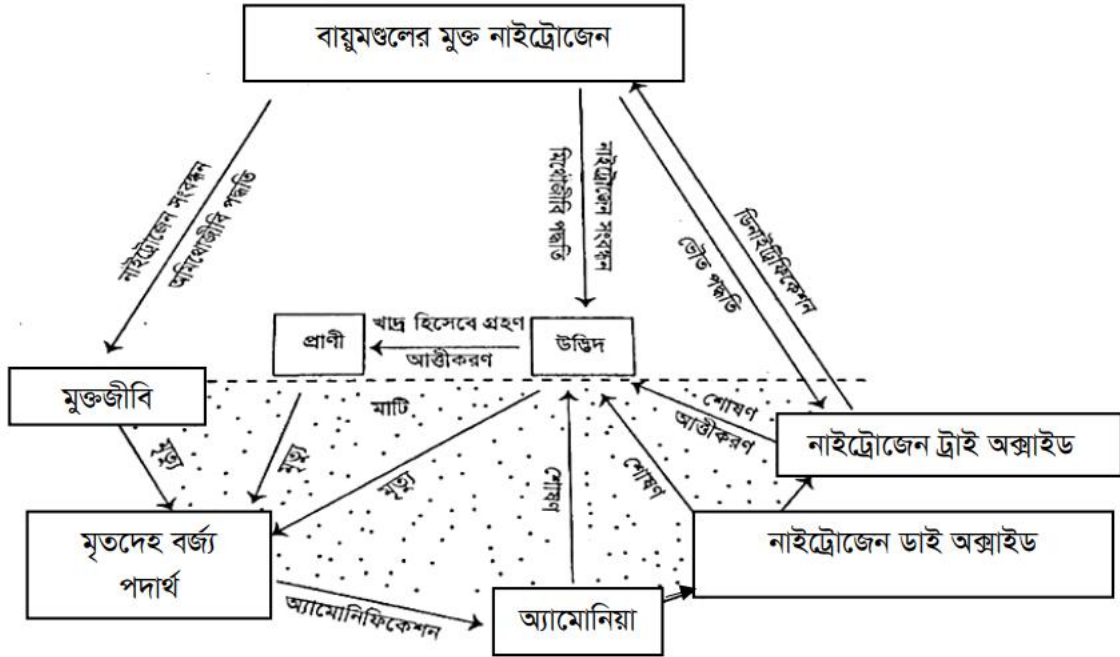 বায়ুমণ্ডলের মুক্ত নাইট্রোজেন
নাইট্রোজেন সংবন্ধন
অমিথোজীবি পদ্ধতি
নাইট্রোজেন সংবন্ধন
মিথোজীবি পদ্ধতি
ভৌত পদ্ধতি
ডিনাইট্রিফিকেশন
প্রাণী
খাদ্র হিসেবে গ্রহণ
আত্তীকরণ
উদ্ভিদ
মুক্তজীবি
মাটি
শোষণ
আত্তীকরণ
নাইট্রোজেন ট্রাই অক্সাইড
মৃত্যু
মৃত্যু
মৃত্যু
শোষণ
শোষণ
মৃতদেহ বর্জ্য
পদার্থ
নাইট্রোজেন ডাই অক্সাইড
অ্যামোনিফিকেশন
অ্যামোনিয়া